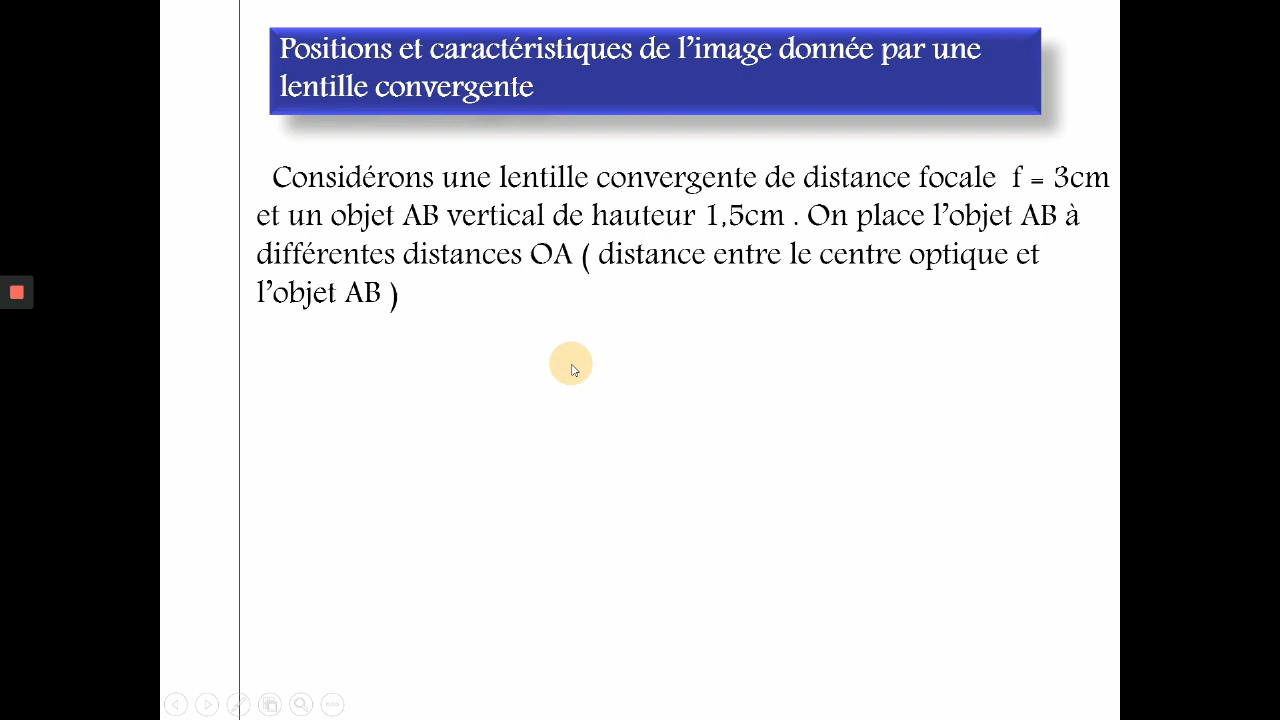 Positions et caractéristiques de l'image donnée par une
lentille convergente
Considérons une lentille convergente de distance focale f = 3cm
et un objet AB vertical de hauteur 1,5cm . On place l'objet AB à
différentes distances OA ( distance entre le centre optique et
l'objet AB )